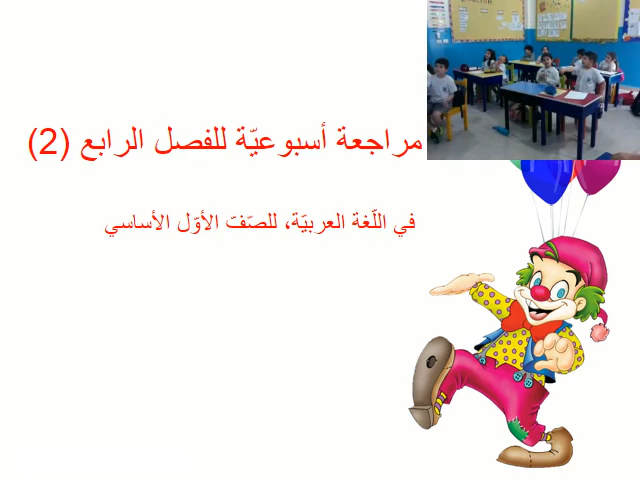 مراجعة أسبوعيّة للفصل الرابع (2)
في اللّغة العربيّة، للصّفّ الأوّل الأساسي